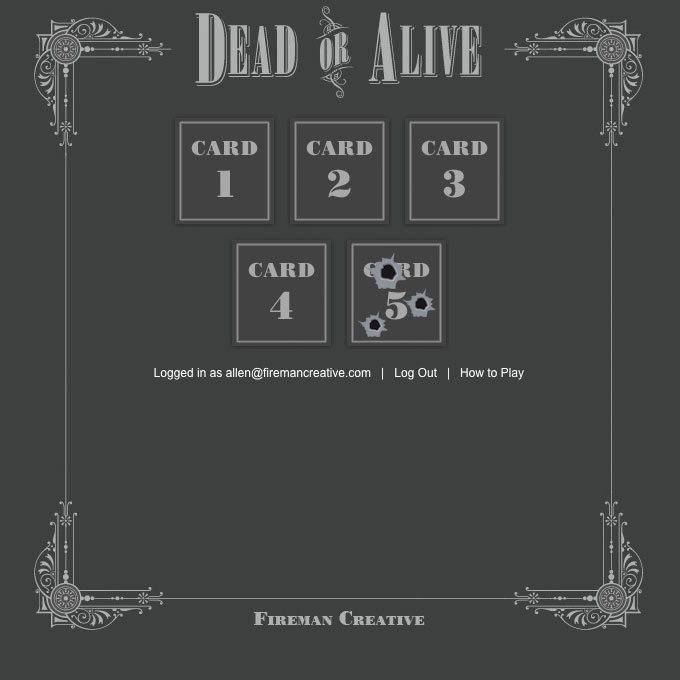 DEAD OR ALIVE
CARD CARD CARD
1 2 3
CARD CARD
4 5
Logged in as allen@firemancreative.com | Log Out | How to Play
FIREMAN CREATIVE